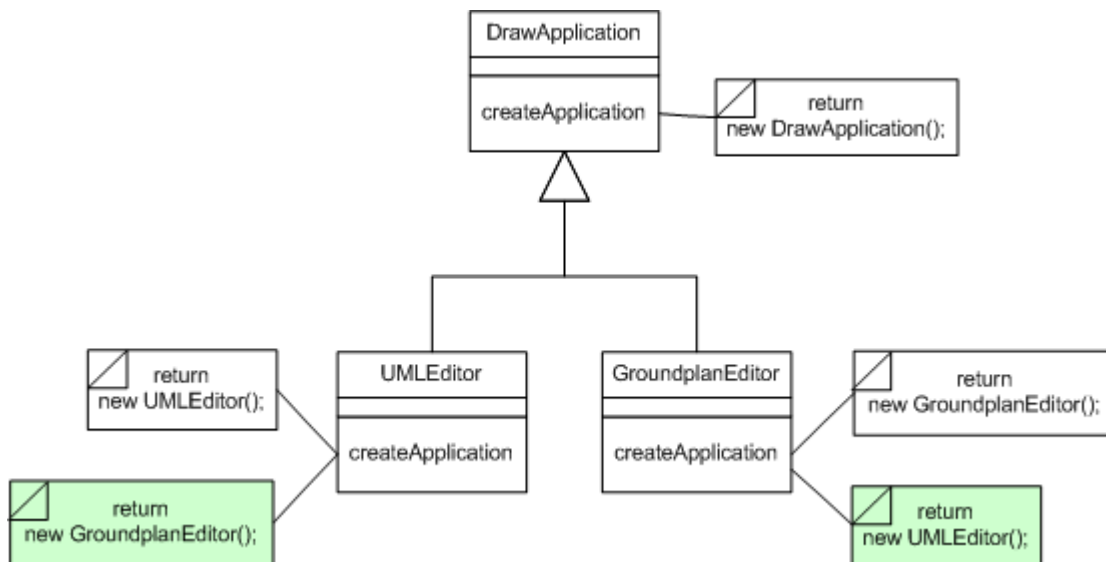 DrawApplication
createApplication
return
new DrawApplication();
UMLEditor
createApplication
return
new UMLEditor();
return
new GroundplanEditor();
GroundplanEditor
createApplication
return
new GroundplanEditor();
return
new UMLEditor();